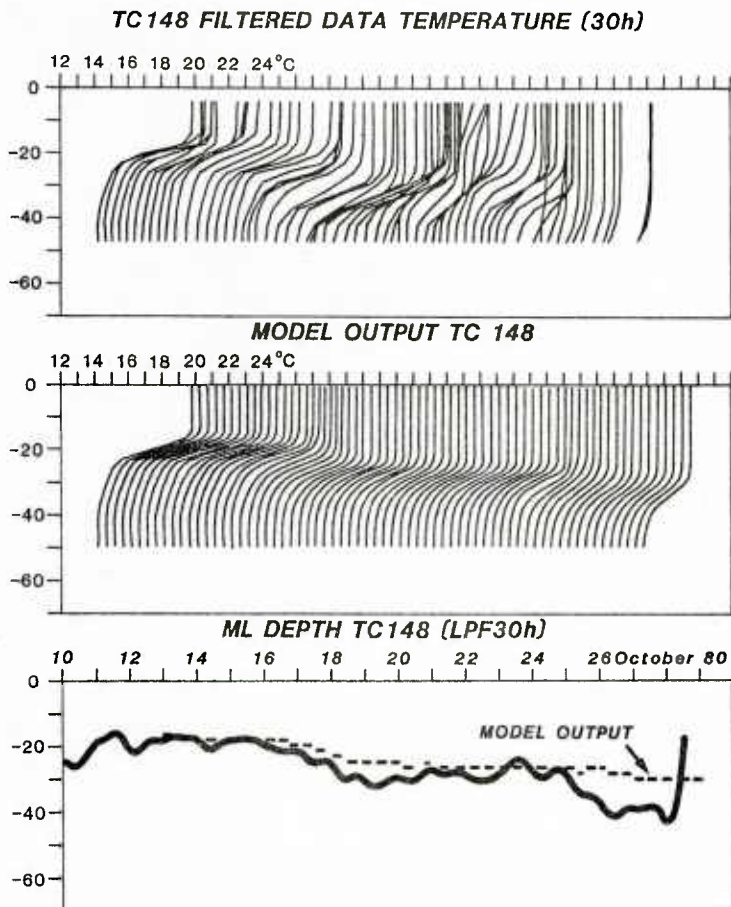 TC148 FILTERED DATA TEMPERATURE (30h)
12 14 16 18 20 22 24°C
0
-20
-40
-60
MODEL OUTPUT TC 148
12 14 16 18 20 22 24°C
0
-20
-40
-60
ML DEPTH TC148 (LPF30h)
10 12 14 16 18 20 22 24 26 October 80
0
-20
-40
-60
MODEL OUTPUT